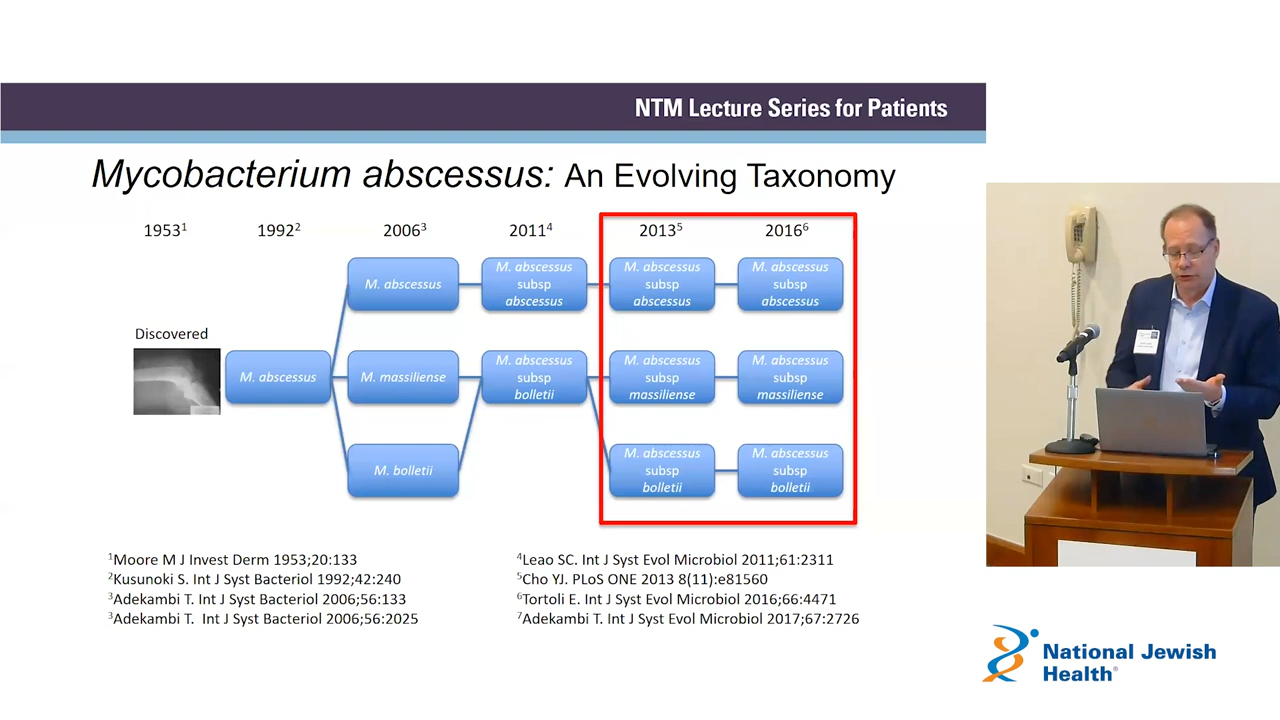 NTM Lecture Series for Patients
Mycobacterium abscessus: An Evolving Taxonomy
1953¹
1992²
2006³
2011⁴
2013⁵
2016⁶
Discovered
M. abscessus
M. abscessus
M. massiliense
M. bolletii
M. abscessus
subsp
abscessus
M. abscessus
subsp
bolletii
M. abscessus
subsp
abscessus
M. abscessus
subsp
massiliense
M. abscessus
subsp
bolletii
M. abscessus
subsp
abscessus
M. abscessus
subsp
massiliense
M. abscessus
subsp
bolletii
¹Moore M J Invest Derm 1953;20:133
²Kusunoki S. Int J Syst Bacteriol 1992;42:240
³Adekambi T. Int J Syst Bacteriol 2006;56:133
³Adekambi T. Int J Syst Bacteriol 2006;56:2025
⁴Leao SC. Int J Syst Evol Microbiol 2011;61:2311
⁵Cho YJ. PLoS ONE 2013 8(11):e81560
⁶Tortoli E. Int J Syst Evol Microbiol 2016;66:4471
⁷Adekambi T. Int J Syst Evol Microbiol 2017;67:2726
National Jewish
Health®